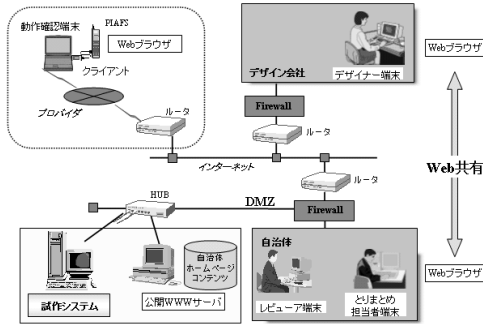 動作確認端末
PIAFS
Webブラウザ
クライアント
プロバイダ
ルータ
デザイン会社
デザイナー端末
Webブラウザ
Firewall
ルータ
インターネット
Web共有
ルータ
HUB
DMZ
Firewall
自治体
ホームページ
コンテンツ
試作システム
公開WWWサーバ
自治体
レビューア端末
とりまとめ
担当者端末
Webブラウザ